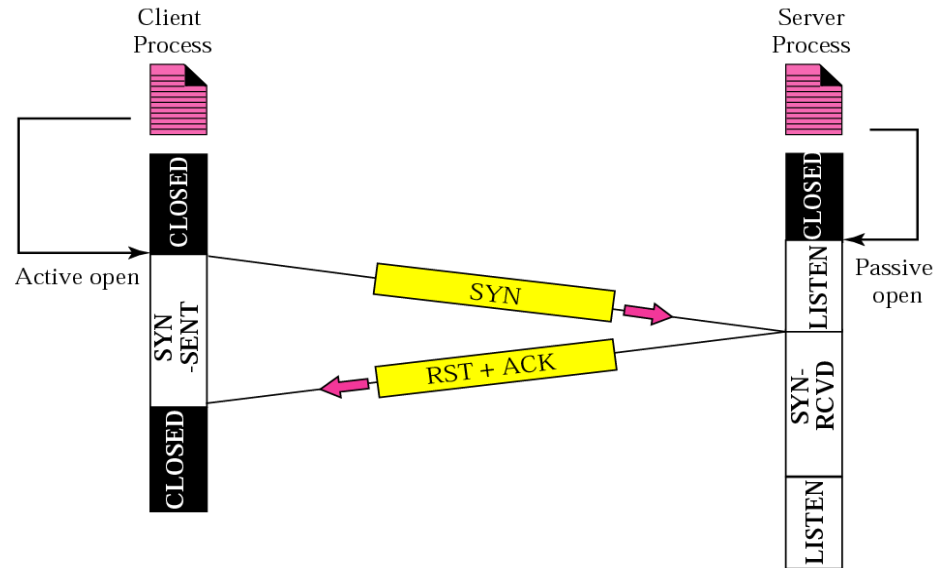 Client
Process
Server
Process
CLOSED
CLOSED
Active open
Passive
open
SYN
-SENT
SYN
LISTEN
RST + ACK
SYN-
RCVD
CLOSED
LISTEN